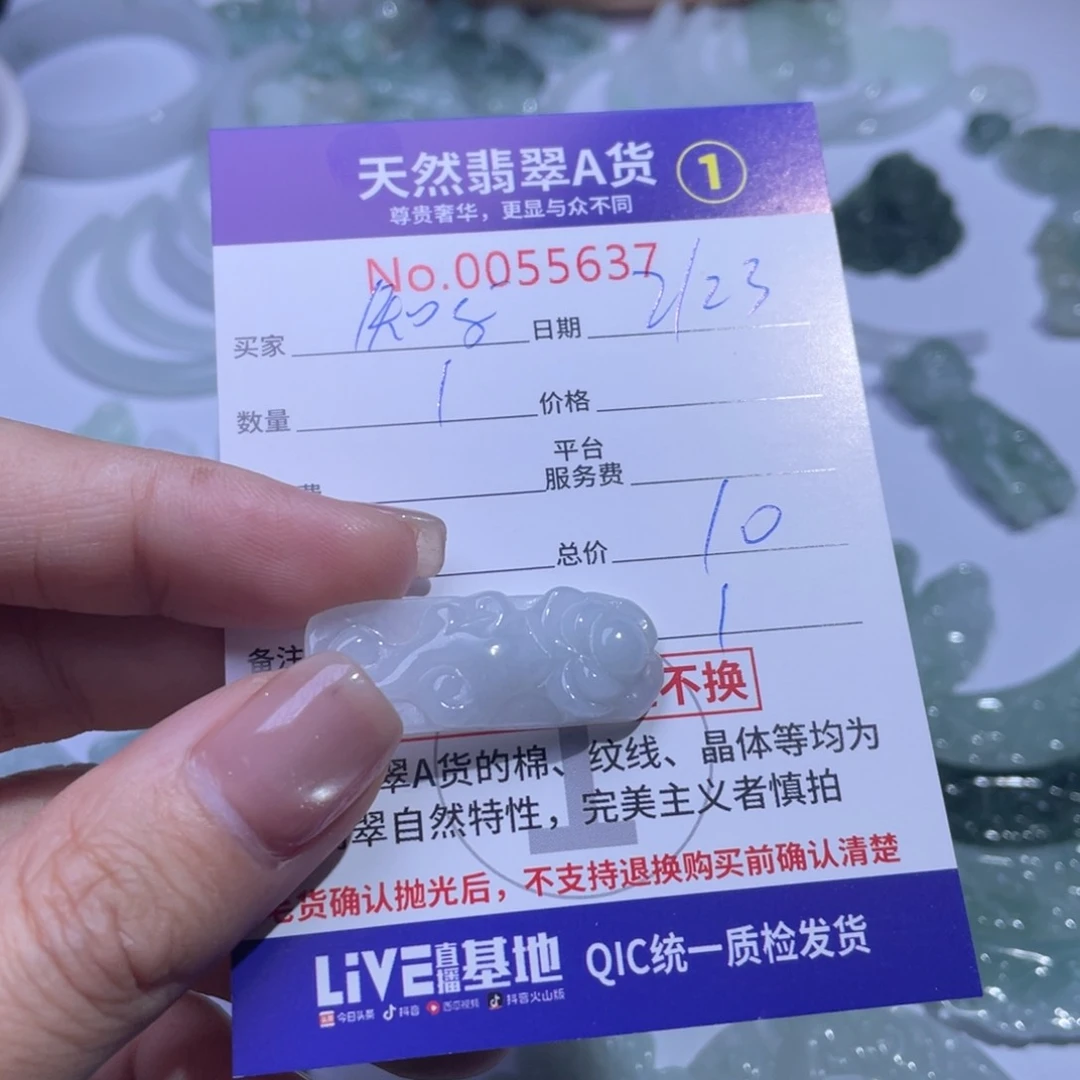 天然翡翠A货 1
尊贵奢华，更显与众不同
No.0055637
买家 日期 2/23
数量 1 价格
平台
费 服务费
总价 10
备注 1
不换
翠A货的棉、纹线、晶体等均为
翠自然特性，完美主义者慎拍
毛货确认抛光后，不支持退换购买前确认清楚
LiVE直播基地 QIC统一质检发货
今日头条 抖音 西瓜视频 抖音火山版